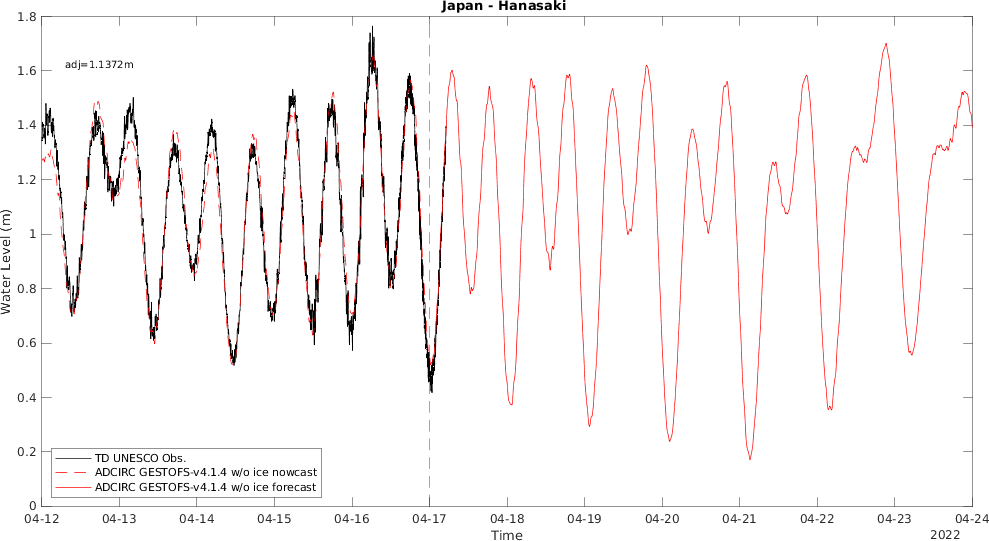 Japan - Hanasaki
1.8
1.6
1.4
1.2
1
0.8
0.6
0.4
0.2
0
Water Level (m)
adj=1.1372m
TD UNESCO Obs.
ADCIRC GESTOFS-v4.1.4 w/o ice nowcast
ADCIRC GESTOFS-v4.1.4 w/o ice forecast
04-12 04-13 04-14 04-15 04-16 04-17 04-18 04-19 04-20 04-21 04-22 04-23 04-24
Time
2022